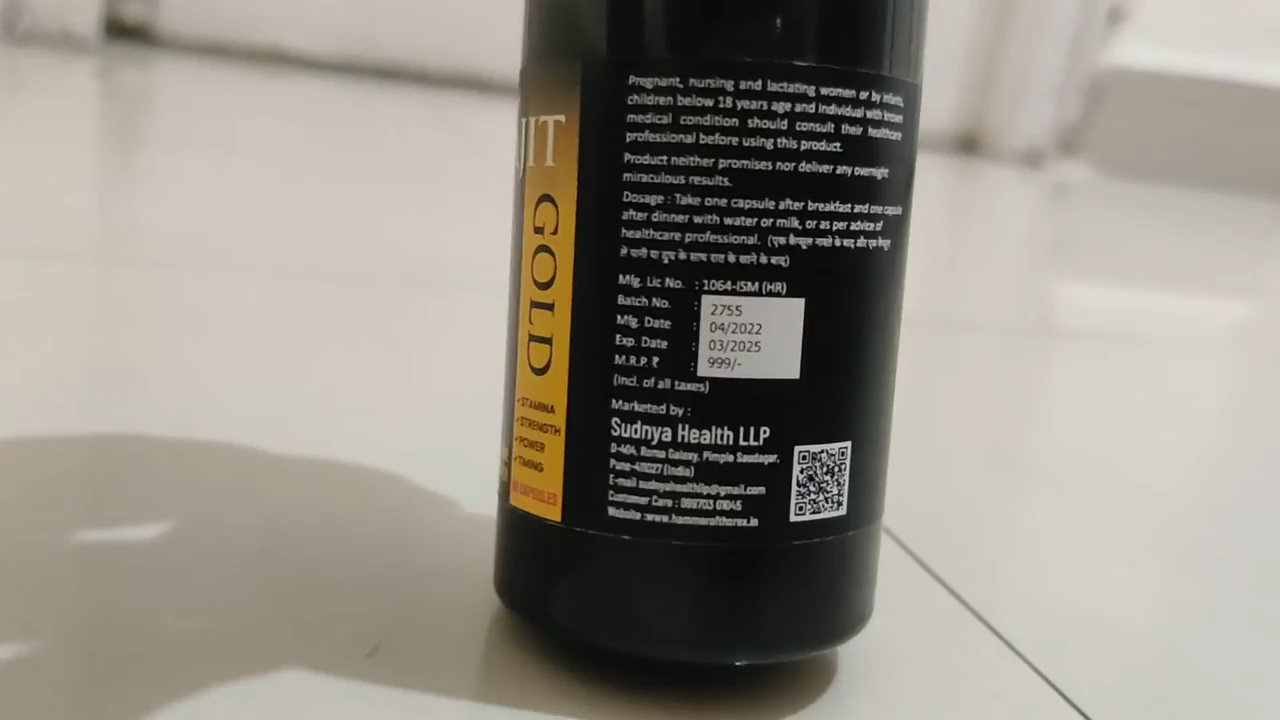 JIT
GOLD
✓STAMINA
✓STRENGTH
✓POWER
✓TIMING
CAPSULES
Pregnant, nursing and lactating women or by infants,
children below 18 years age and Individual with known
medical condition should consult their healthcare
professional before using this product.
Product neither promises nor deliver any overnight
miraculous results.
Dosage : Take one capsule after breakfast and one capsule
after dinner with water or milk, or as per advice of
healthcare professional. (एक कैप्सूल नाश्ते के बाद और एक कैप्सूल
लें पानी या दूध के साथ रात के खाने के बाद)
Mfg. Lic No. : 1064-ISM (HR)
Batch No. : 2755
Mfg. Date : 04/2022
Exp. Date : 03/2025
M.R.P. ₹ : 999/-
(Incl. of all taxes)
Marketed by :
Sudnya Health LLP
D-404, Roma Galaxy, Pimple Saudagar,
Pune-411027 (India)
E-mail sudnyahealthllp@gmail.com
Customer Care : 099703 01045
Website :www.hammerofthorex.in